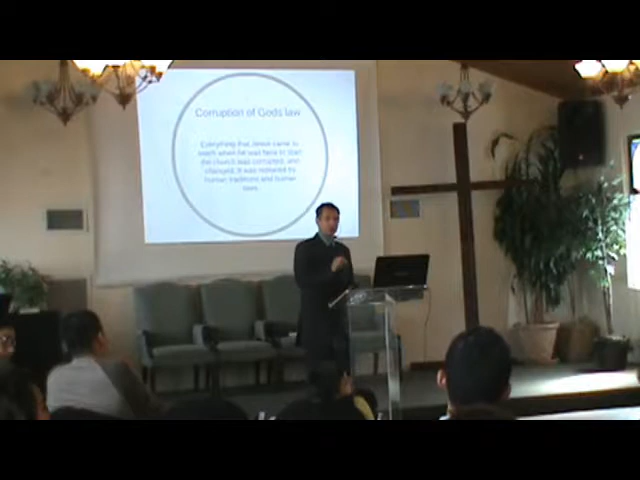 Corruption of Gods law
Everything that Jesus came to
teach when he was here to start
the church was corrupted, and
changed. It was replaced by
human traditions and human
laws.